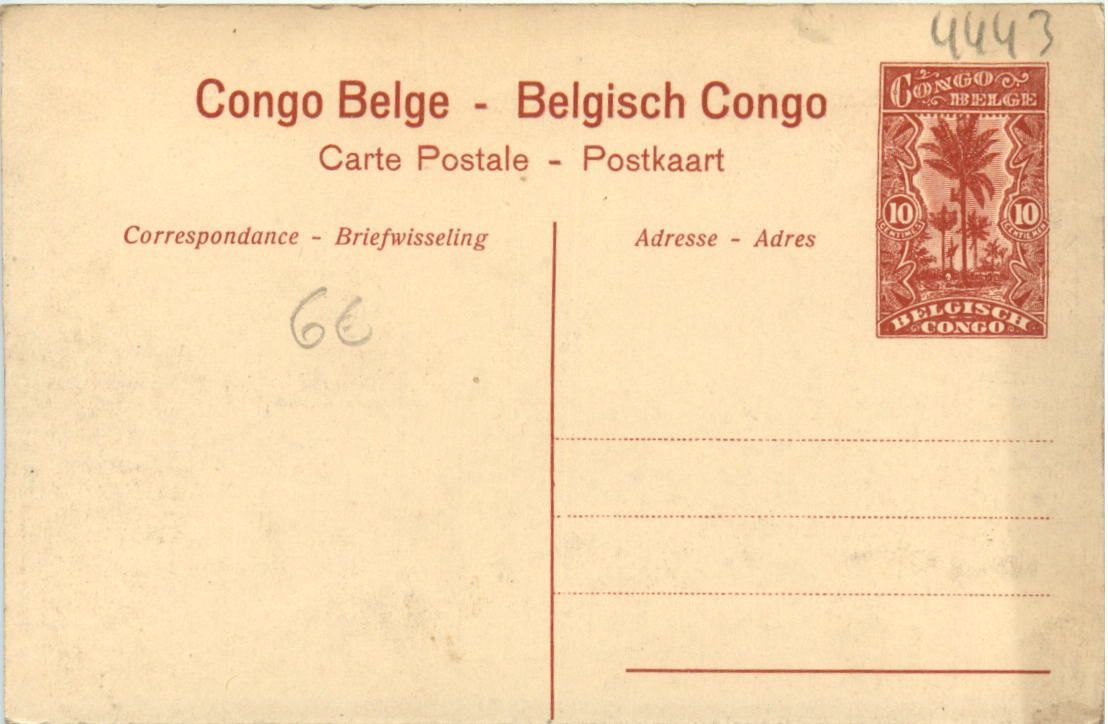 4443
Congo Belge - Belgisch Congo
Carte Postale - Postkaart
Correspondance - Briefwisseling
Adresse - Adres
CONGO
BELGE
10
CENTIMES
10
CENTIEMEN
BELGISCH
CONGO
6€